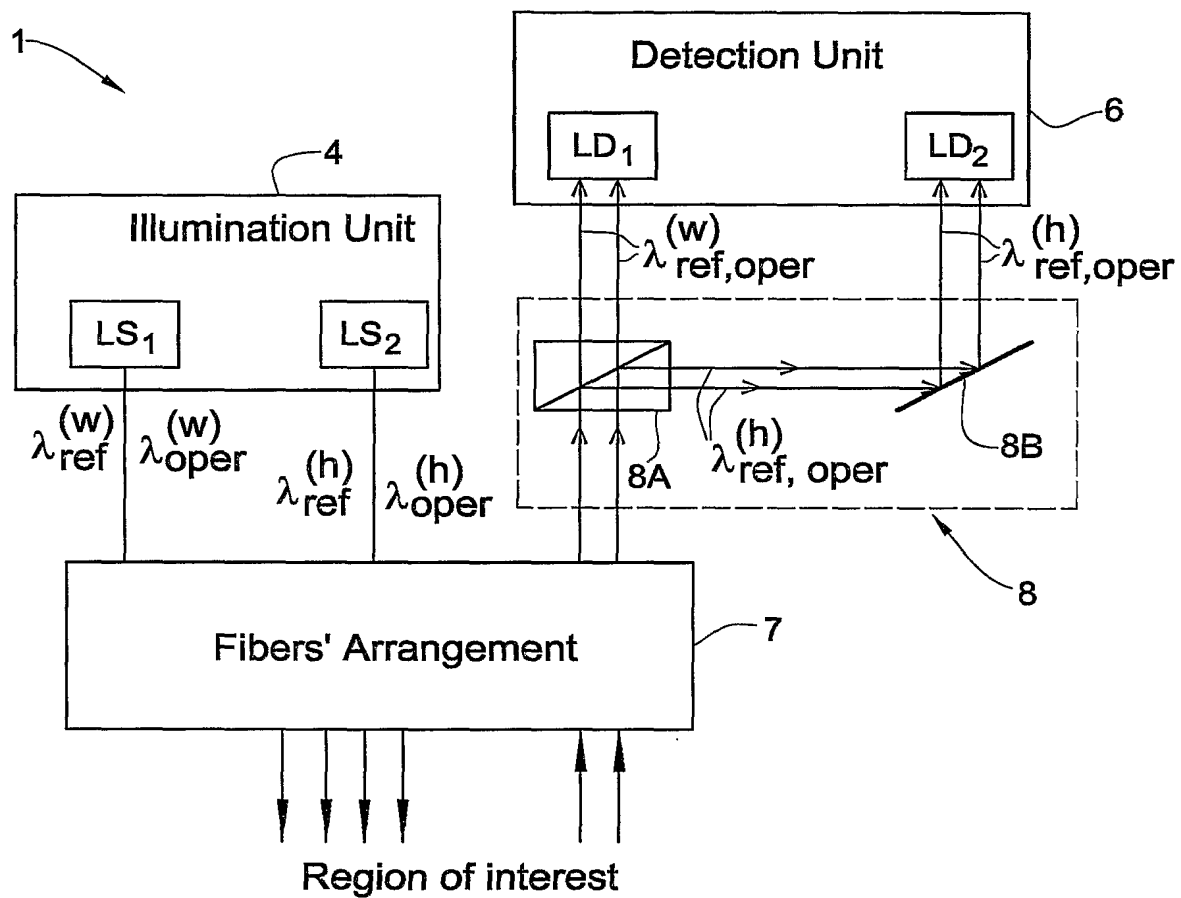 1
Detection Unit
6
LD₁
LD₂
4
Illumination Unit
LS₁
LS₂
λ(w)ref,oper
λ(h)ref,oper
λ(w)ref
λ(w)oper
λ(h)ref
λ(h)oper
8A
λ(h)ref, oper
8B
8
Fibers' Arrangement
7
Region of interest